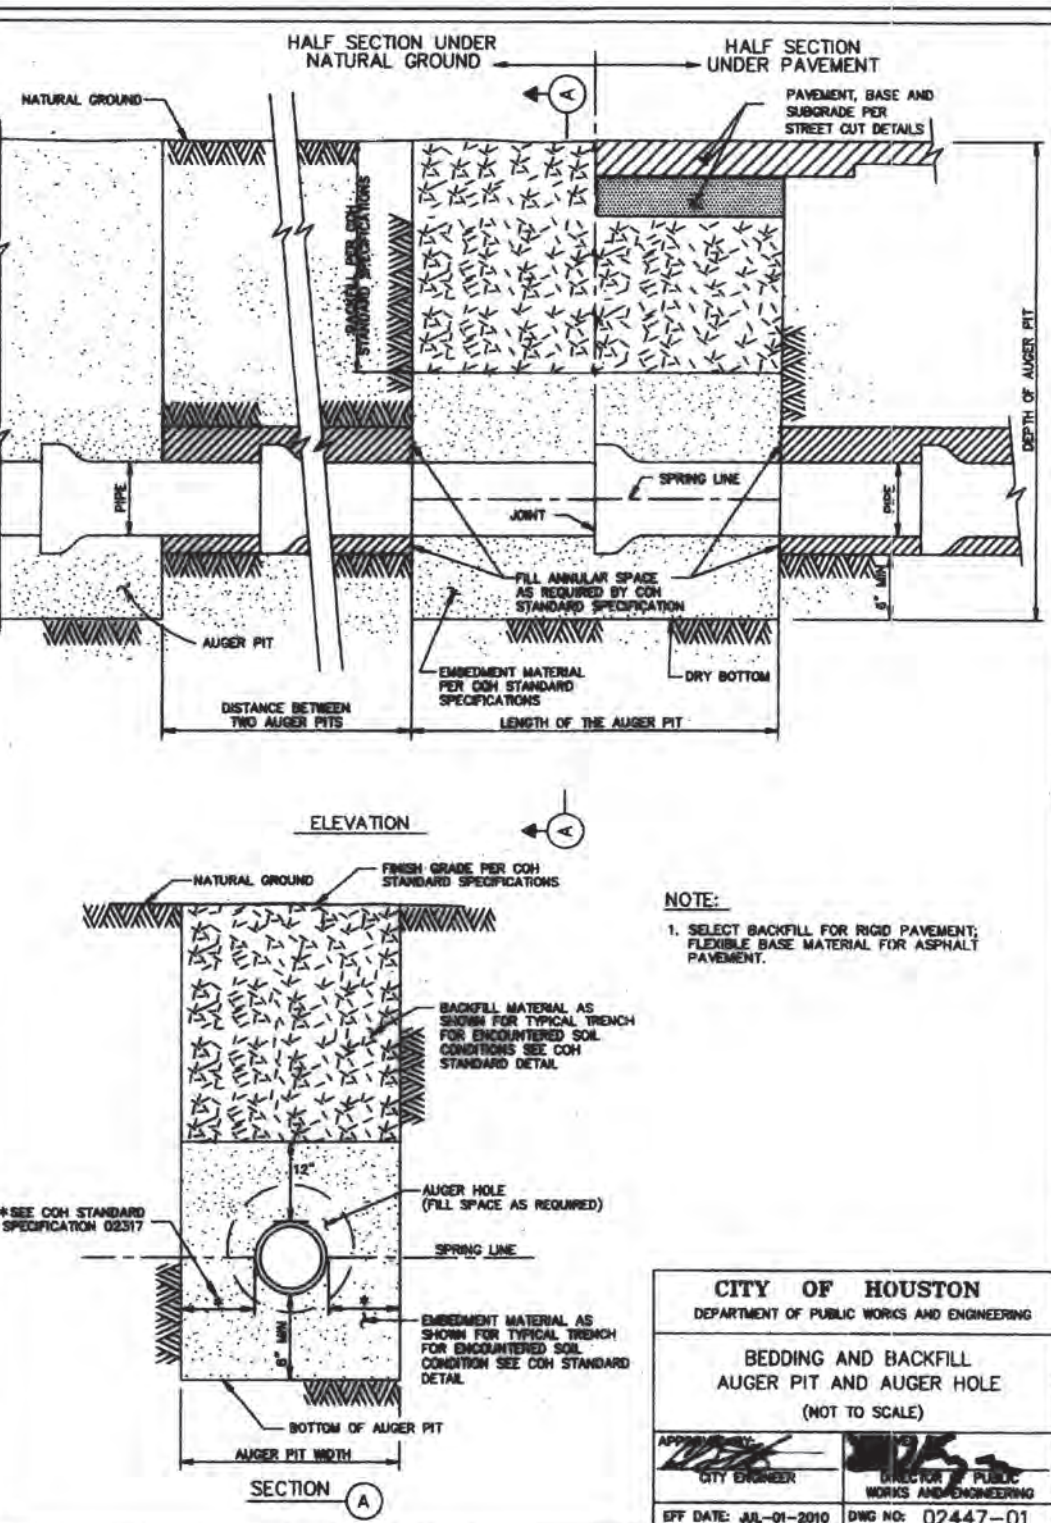 HALF SECTION UNDER
NATURAL GROUND
HALF SECTION
UNDER PAVEMENT
NATURAL GROUND
A
PAVEMENT, BASE AND
SUBGRADE PER
STREET CUT DETAILS
BACKFILL PER COH
STANDARD SPECIFICATIONS
DEPTH OF AUGER PIT
PIPE
SPRING LINE
JOINT
PIPE
FILL ANNULAR SPACE
AS REQUIRED BY COH
STANDARD SPECIFICATION
6" MIN
AUGER PIT
EMBEDMENT MATERIAL
PER COH STANDARD
SPECIFICATIONS
DRY BOTTOM
DISTANCE BETWEEN
TWO AUGER PITS
LENGTH OF THE AUGER PIT
ELEVATION
A
NATURAL GROUND
FINISH GRADE PER COH
STANDARD SPECIFICATIONS
NOTE:
1. SELECT BACKFILL FOR RIGID PAVEMENT;
FLEXIBLE BASE MATERIAL FOR ASPHALT
PAVEMENT.
BACKFILL MATERIAL AS
SHOWN FOR TYPICAL TRENCH
FOR ENCOUNTERED SOIL
CONDITIONS SEE COH
STANDARD DETAIL
12"
AUGER HOLE
(FILL SPACE AS REQUIRED)
*SEE COH STANDARD
SPECIFICATION 02317
SPRING LINE
*
*
6" MIN
EMBEDMENT MATERIAL AS
SHOWN FOR TYPICAL TRENCH
FOR ENCOUNTERED SOIL
CONDITION SEE COH STANDARD
DETAIL
BOTTOM OF AUGER PIT
AUGER PIT WIDTH
SECTION A
CITY OF HOUSTON
DEPARTMENT OF PUBLIC WORKS AND ENGINEERING
BEDDING AND BACKFILL
AUGER PIT AND AUGER HOLE
(NOT TO SCALE)
APPROVED BY:
CITY ENGINEER
DIRECTOR OF PUBLIC
WORKS AND ENGINEERING
EFF DATE: JUL-01-2010
DWG NO: 02447-01